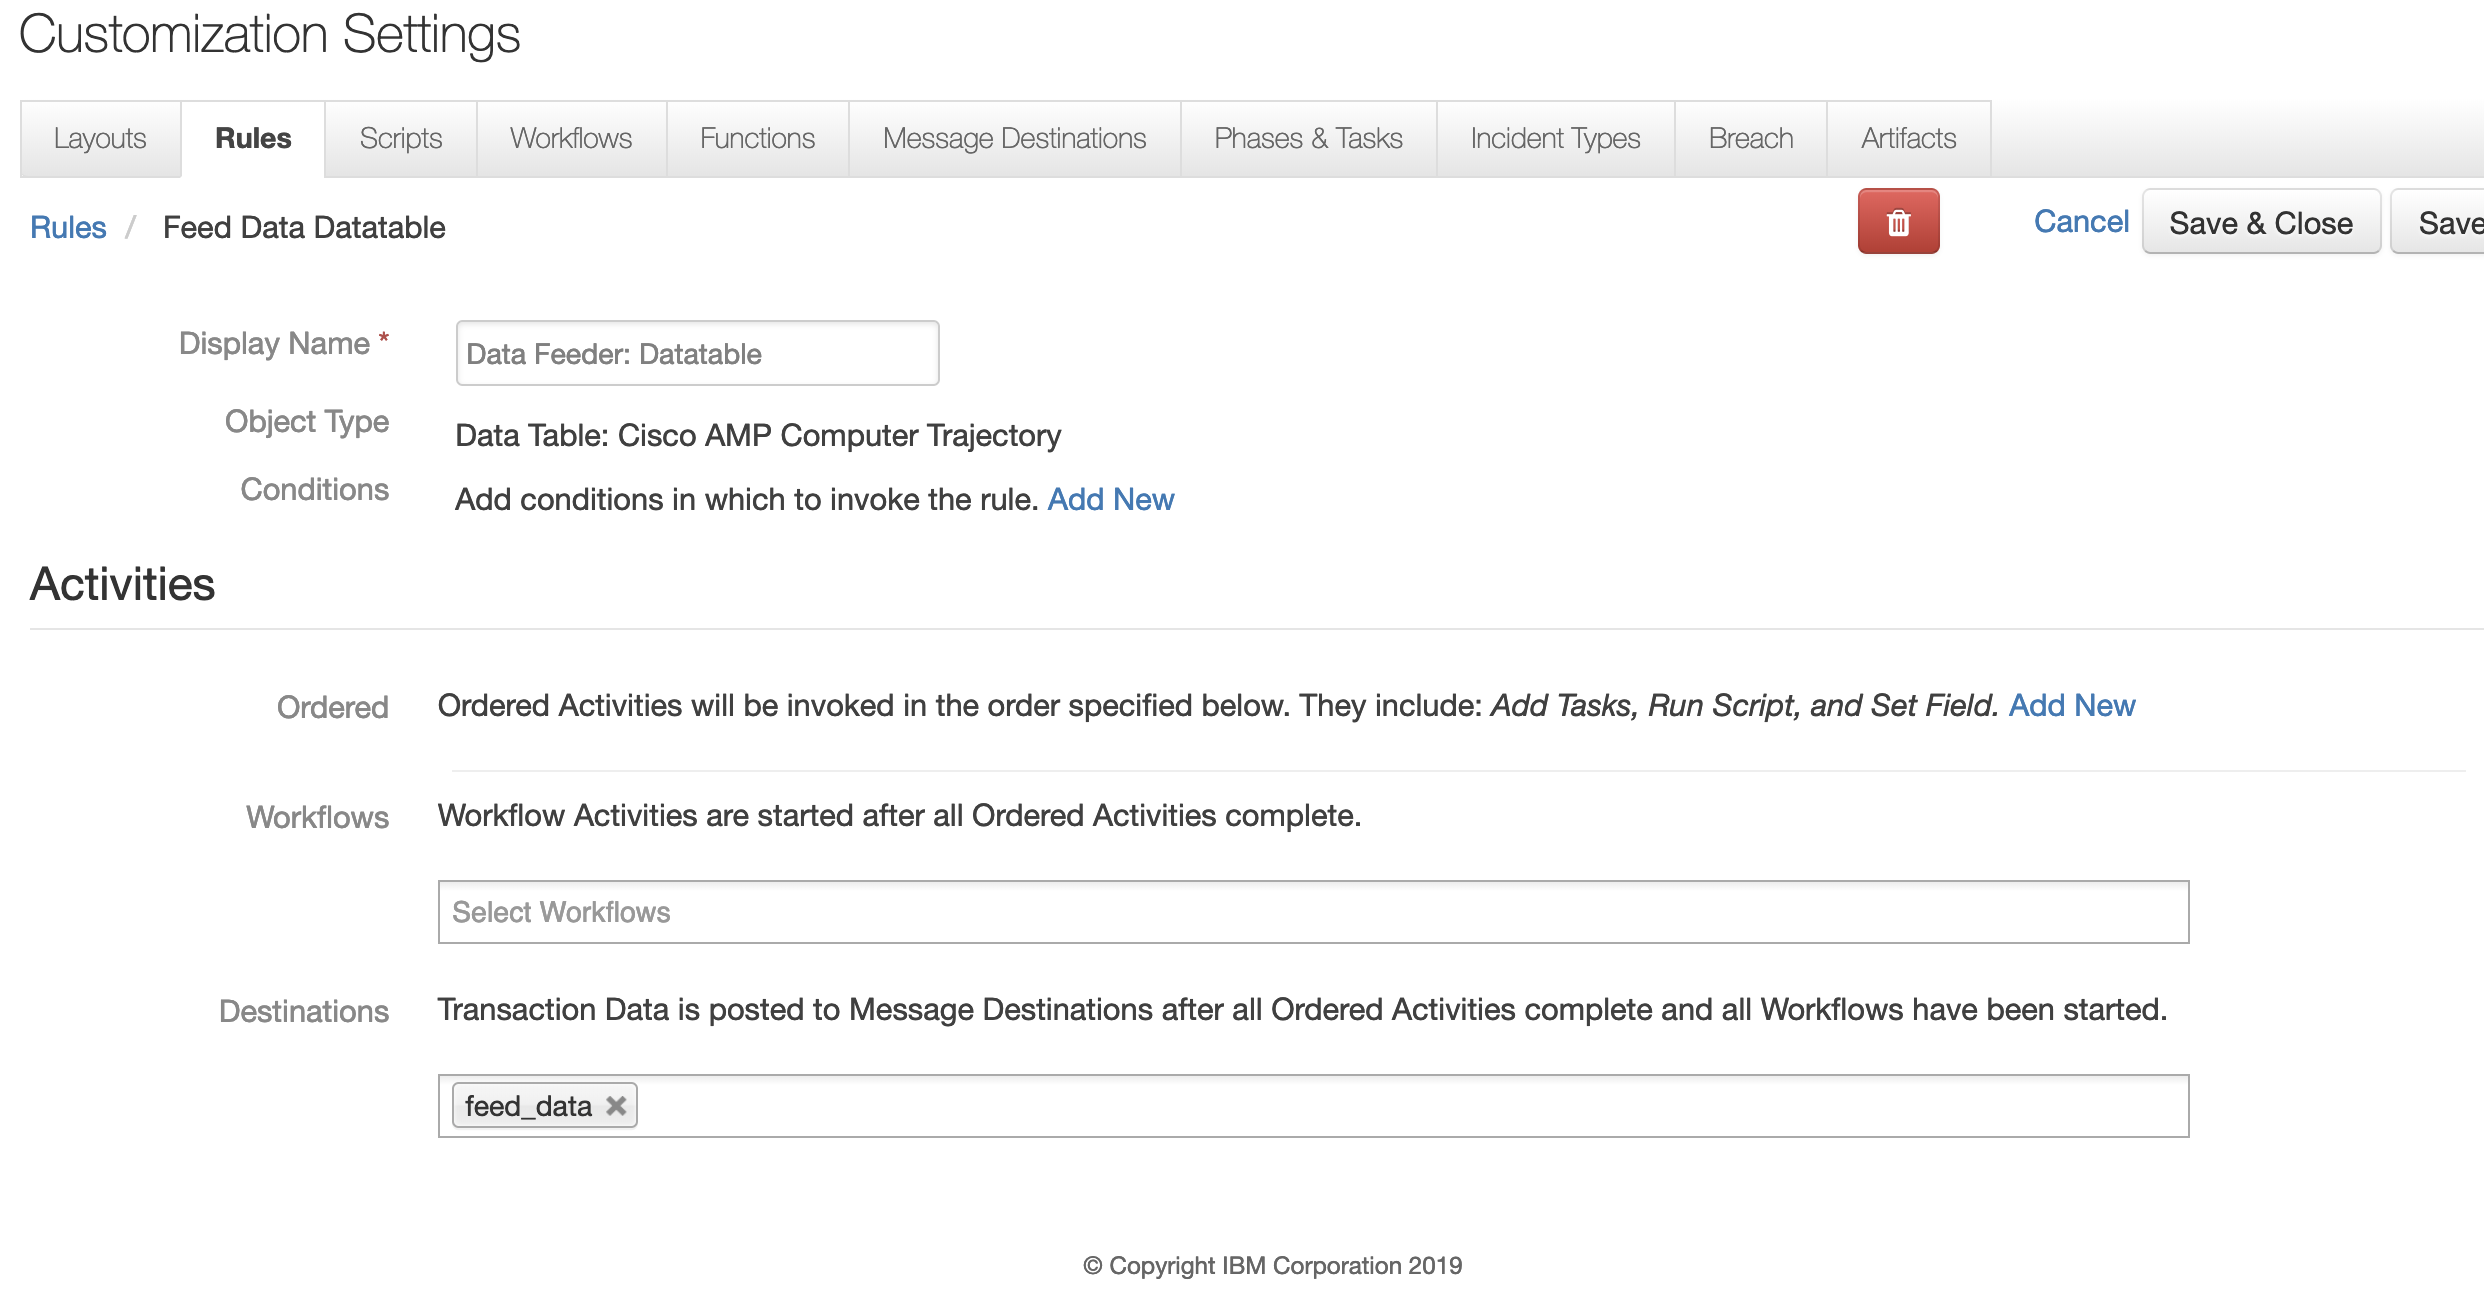 Customization Settings
Layouts Rules Scripts Workflows Functions Message Destinations Phases & Tasks Incident Types Breach Artifacts
Rules / Feed Data Datatable Cancel Save & Close Save
Display Name * Data Feeder: Datatable
Object Type Data Table: Cisco AMP Computer Trajectory
Conditions Add conditions in which to invoke the rule. Add New
Activities
Ordered Ordered Activities will be invoked in the order specified below. They include: Add Tasks, Run Script, and Set Field. Add New
Workflows Workflow Activities are started after all Ordered Activities complete.
Select Workflows
Destinations Transaction Data is posted to Message Destinations after all Ordered Activities complete and all Workflows have been started.
feed_data ✖
© Copyright IBM Corporation 2019